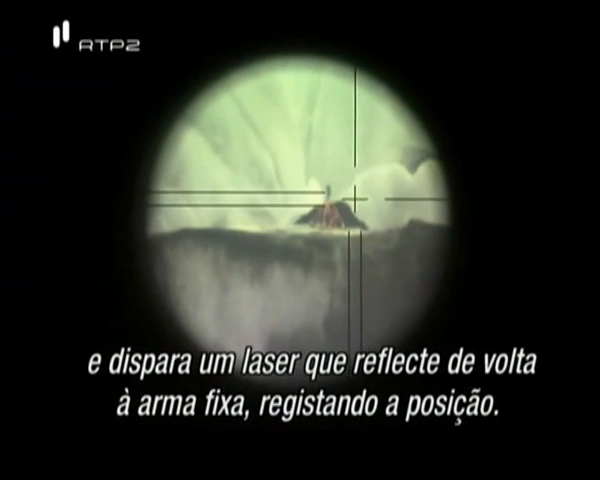 RTP2
e dispara um laser que reflecte de volta
à arma fixa, registando a posição.